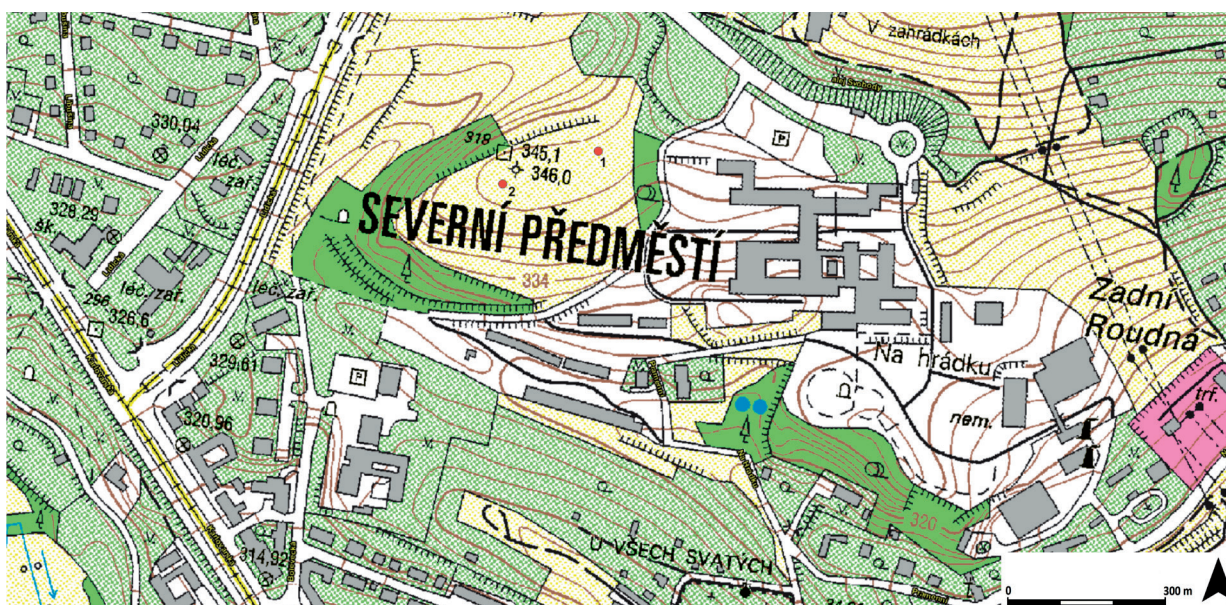 V zahrádkách
330,04
Lužická
léč.
zař.
318
345,1
346,0
1
2
P
328,29
šk.
SEVERNÍ PŘEDMĚSTÍ
334
léč. zař.
léč. zař.
296
326,6
329,61
320,96
P
Zadní
Roudná
Na hrádku
nem.
trf.
320
U VŠECH SVATÝCH
314,92
0
300 m